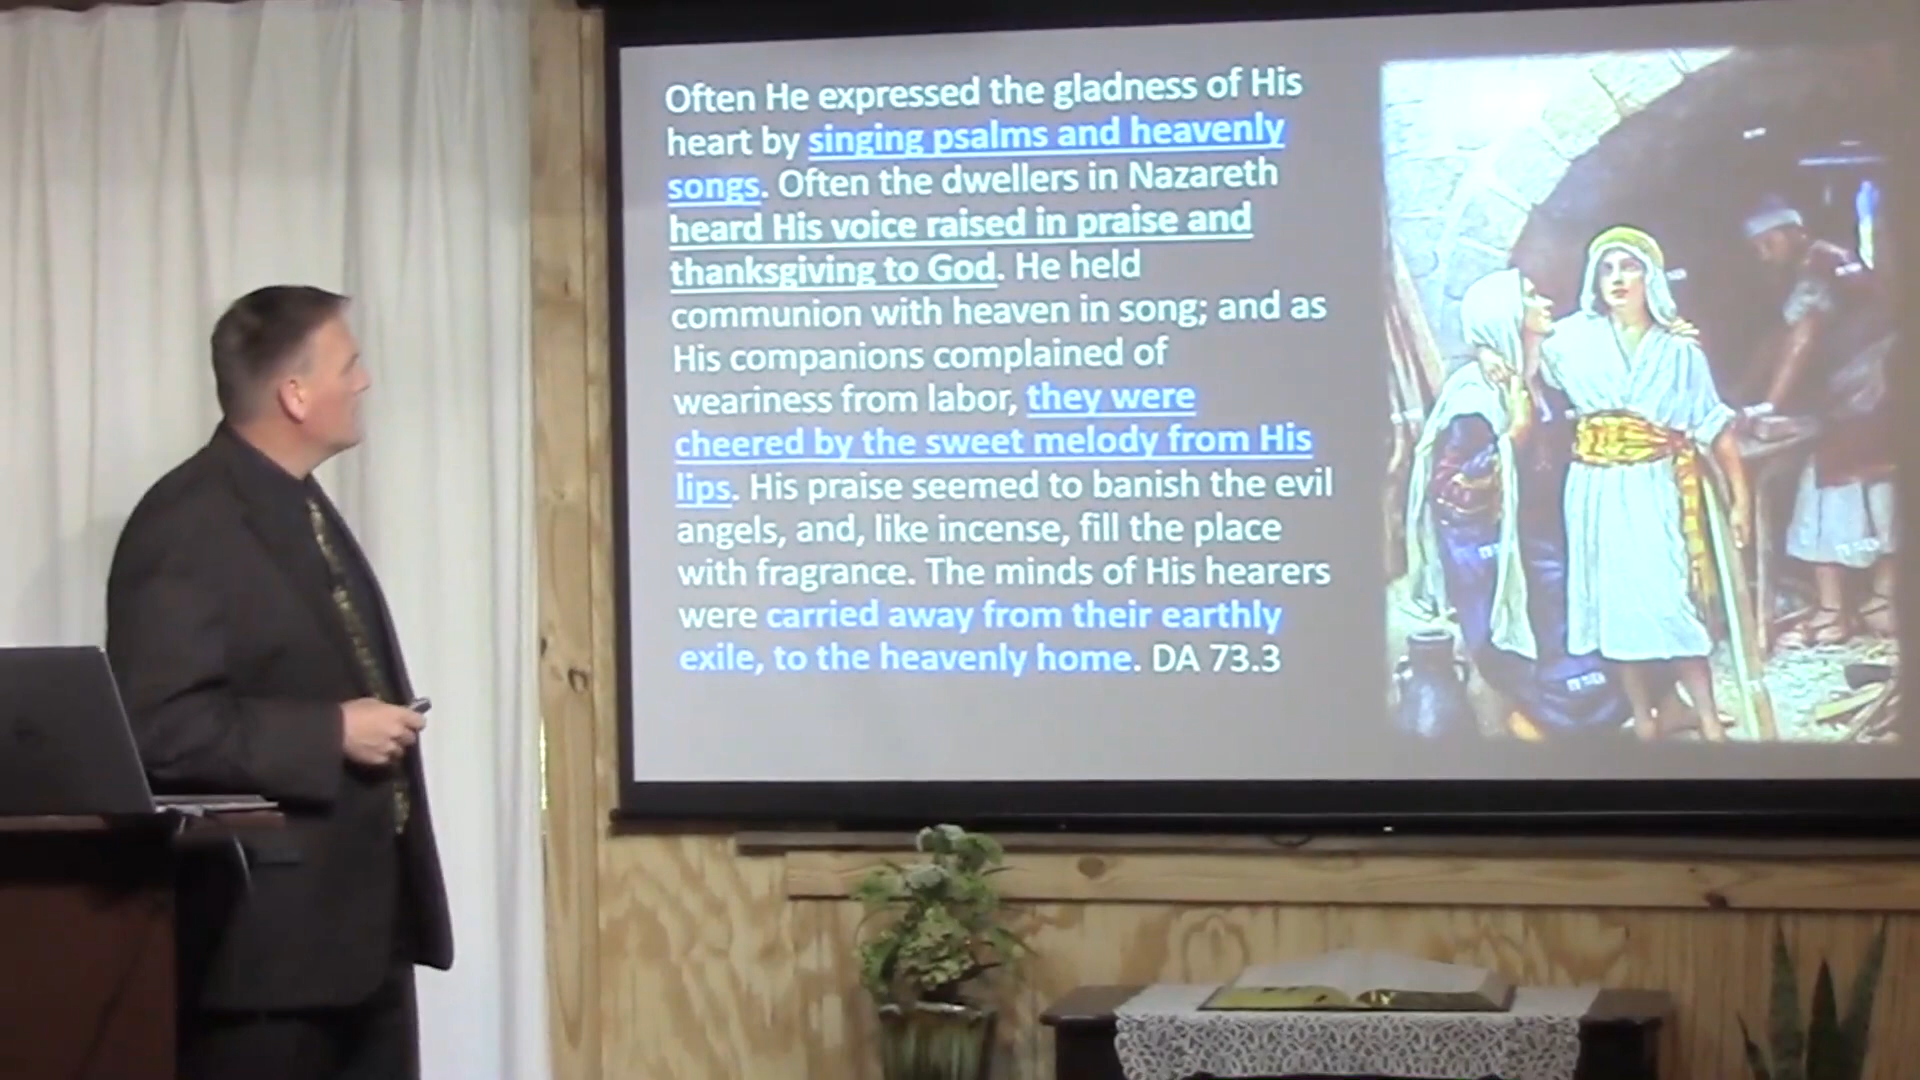 Often He expressed the gladness of His
heart by singing psalms and heavenly
songs. Often the dwellers in Nazareth
heard His voice raised in praise and
thanksgiving to God. He held
communion with heaven in song; and as
His companions complained of
weariness from labor, they were
cheered by the sweet melody from His
lips. His praise seemed to banish the evil
angels, and, like incense, fill the place
with fragrance. The minds of His hearers
were carried away from their earthly
exile, to the heavenly home. DA 73.3